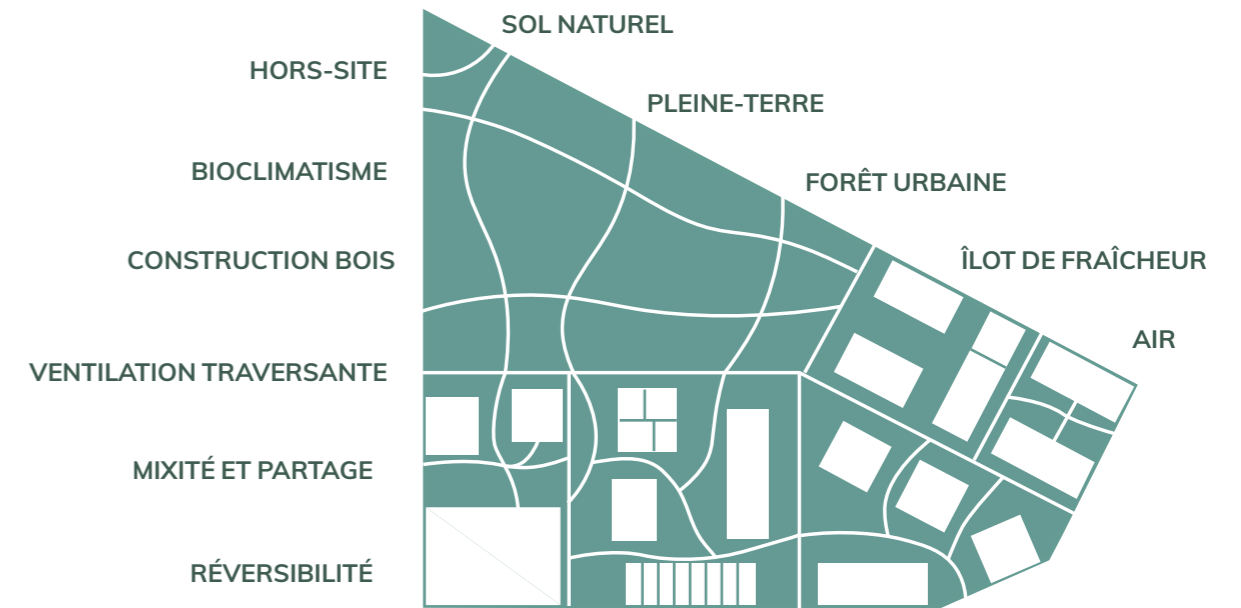 SOL NATUREL
HORS-SITE
PLEINE-TERRE
BIOCLIMATISME
FORÊT URBAINE
CONSTRUCTION BOIS
ÎLOT DE FRAÎCHEUR
AIR
VENTILATION TRAVERSANTE
MIXITÉ ET PARTAGE
RÉVERSIBILITÉ